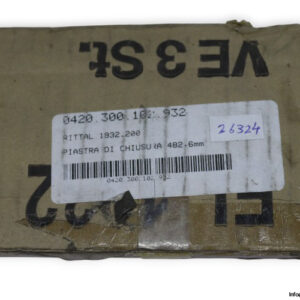 VE 3 St.
0420.300.102.932
RITTAL 1932.200
PIASTRA DI CHIUSURA 482.6mm
26324
0420 300 102 932